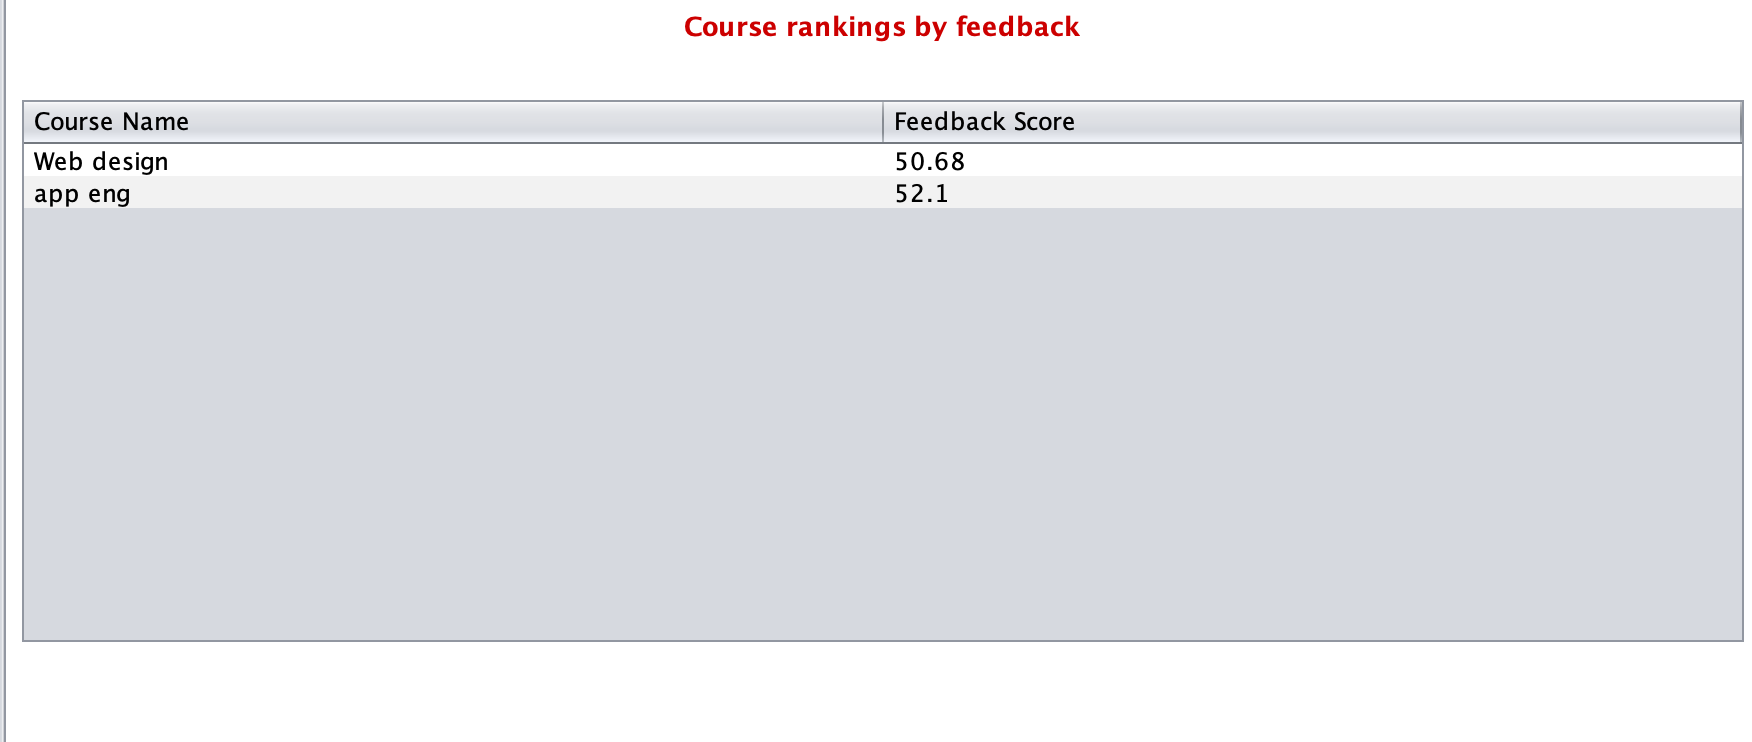 Course rankings by feedback
Course Name Feedback Score
Web design 50.68
app eng 52.1